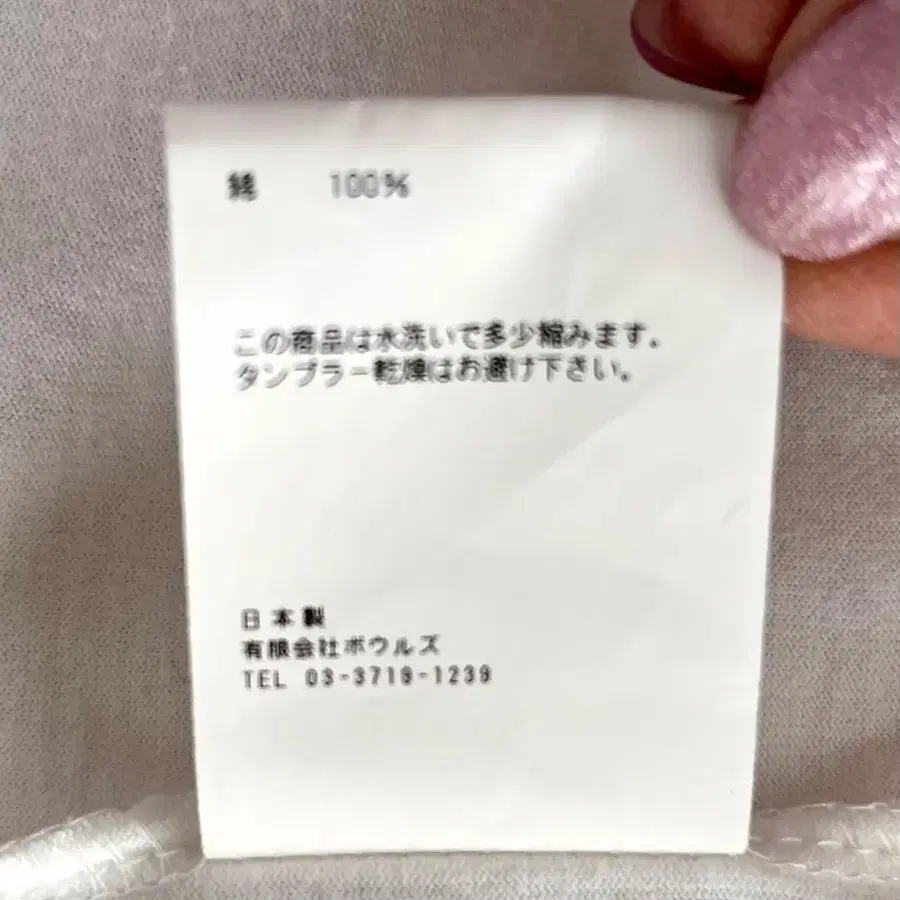 綿 100%
この商品は水洗いで多少縮みます。
タンブラー乾燥はお避け下さい。
日本製
有限会社ボウルズ
TEL 03-3719-1239